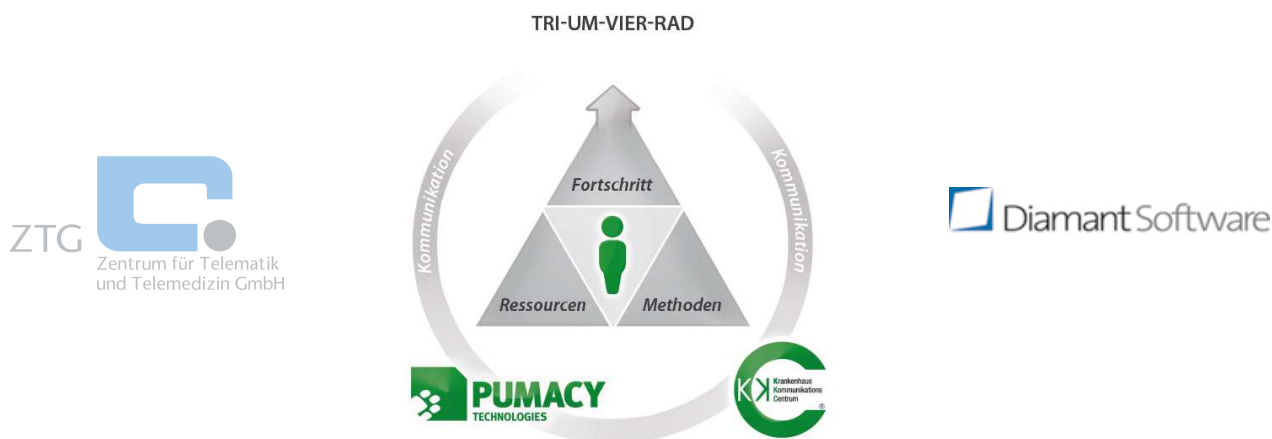 TRI-UM-VIER-RAD
Kommunikation
Kommunikation
Fortschritt
Ressourcen
Methoden
ZTG
Zentrum für Telematik
und Telemedizin GmbH
Diamant Software
PUMACY
TECHNOLOGIES
KK
Krankenhaus
Kommunikations
Centrum
®